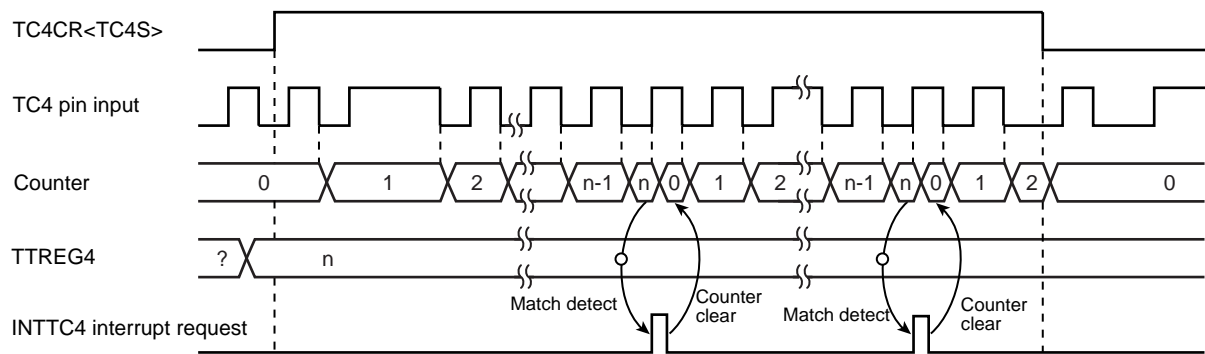 TC4CR<TC4S>
TC4 pin input
Counter 0 1 2 n-1 n 0 1 2 n-1 n 0 1 2 0
TTREG4 ? n
Match detect Counter clear Match detect Counter clear
INTTC4 interrupt request